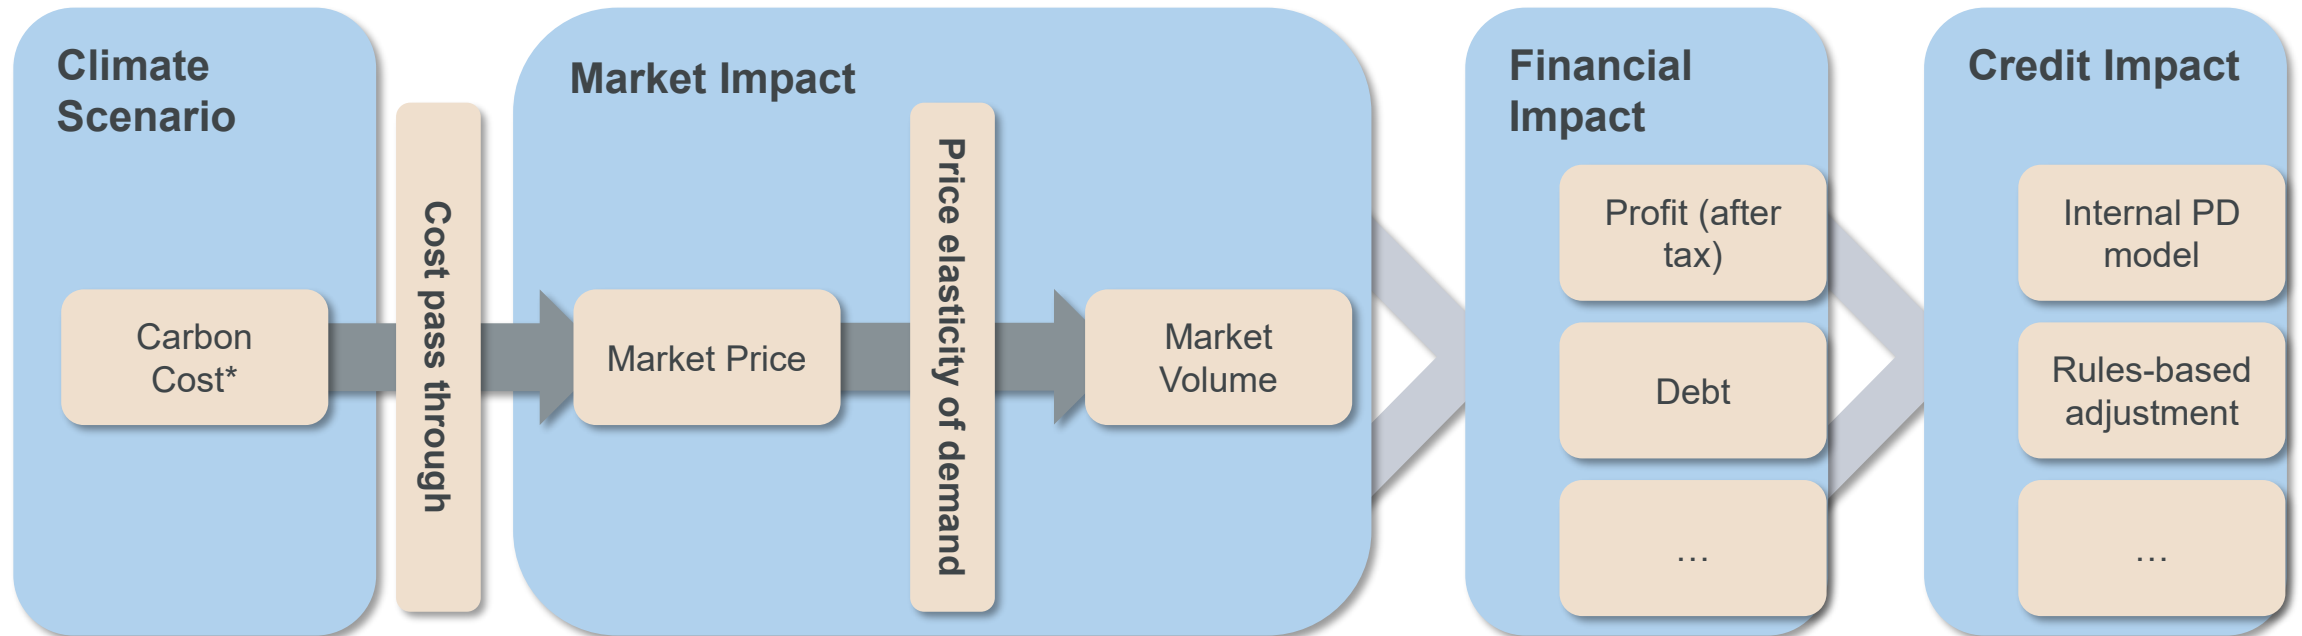 Climate
Scenario
Carbon
Cost*
Cost pass through
Market Impact
Market Price
Price elasticity of demand
Market
Volume
Financial
Impact
Profit (after
tax)
Debt
…
Credit Impact
Internal PD
model
Rules-based
adjustment
…